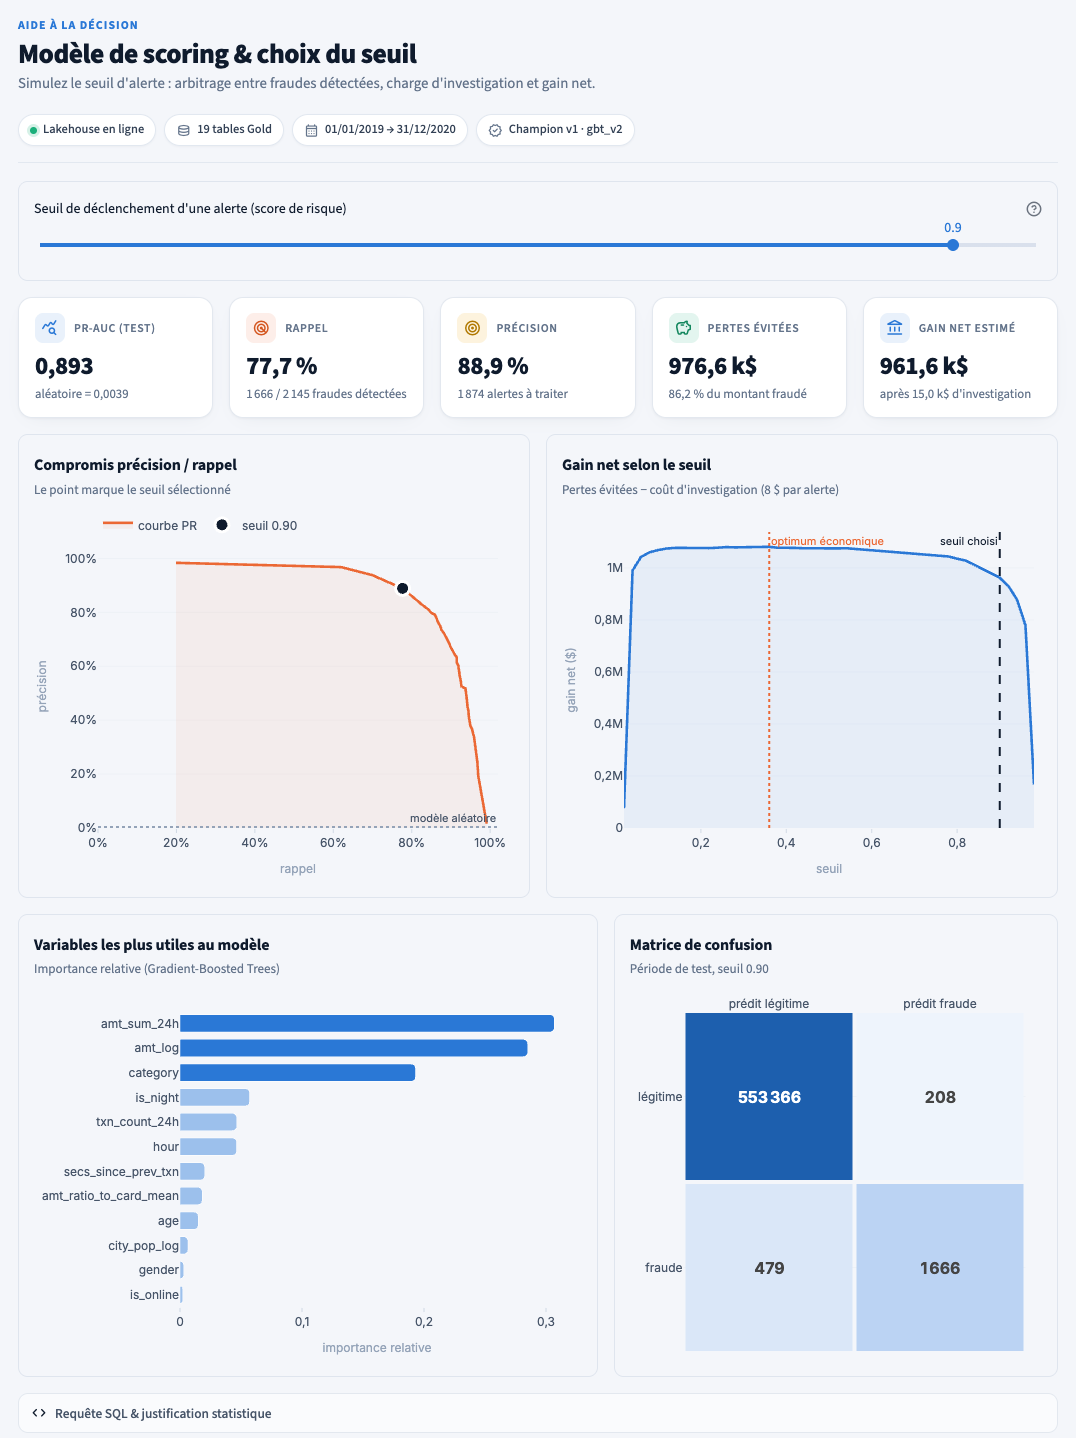 AIDE À LA DÉCISION
Modèle de scoring & choix du seuil
Simulez le seuil d'alerte : arbitrage entre fraudes détectées, charge d'investigation et gain net.
Lakehouse en ligne
19 tables Gold
01/01/2019 → 31/12/2020
Champion v1 · gbt_v2
Seuil de déclenchement d'une alerte (score de risque)
0.9
PR-AUC (TEST)
0,893
aléatoire = 0,0039
RAPPEL
77,7 %
1 666 / 2 145 fraudes détectées
PRÉCISION
88,9 %
1 874 alertes à traiter
PERTES ÉVITÉES
976,6 k$
86,2 % du montant fraudé
GAIN NET ESTIMÉ
961,6 k$
après 15,0 k$ d'investigation
Compromis précision / rappel
Le point marque le seuil sélectionné
courbe PR
seuil 0.90
100%
80%
60%
40%
20%
0%
précision
modèle aléatoire
0%
20%
40%
60%
80%
100%
rappel
Gain net selon le seuil
Pertes évitées − coût d'investigation (8 $ par alerte)
optimum économique
seuil choisi
1M
0,8M
0,6M
0,4M
0,2M
0
gain net ($)
0,2
0,4
0,6
0,8
seuil
Variables les plus utiles au modèle
Importance relative (Gradient-Boosted Trees)
amt_sum_24h
amt_log
category
is_night
txn_count_24h
hour
secs_since_prev_txn
amt_ratio_to_card_mean
age
city_pop_log
gender
is_online
0
0,1
0,2
0,3
importance relative
Matrice de confusion
Période de test, seuil 0.90
prédit légitime
prédit fraude
légitime
553 366
208
fraude
479
1 666
Requête SQL & justification statistique